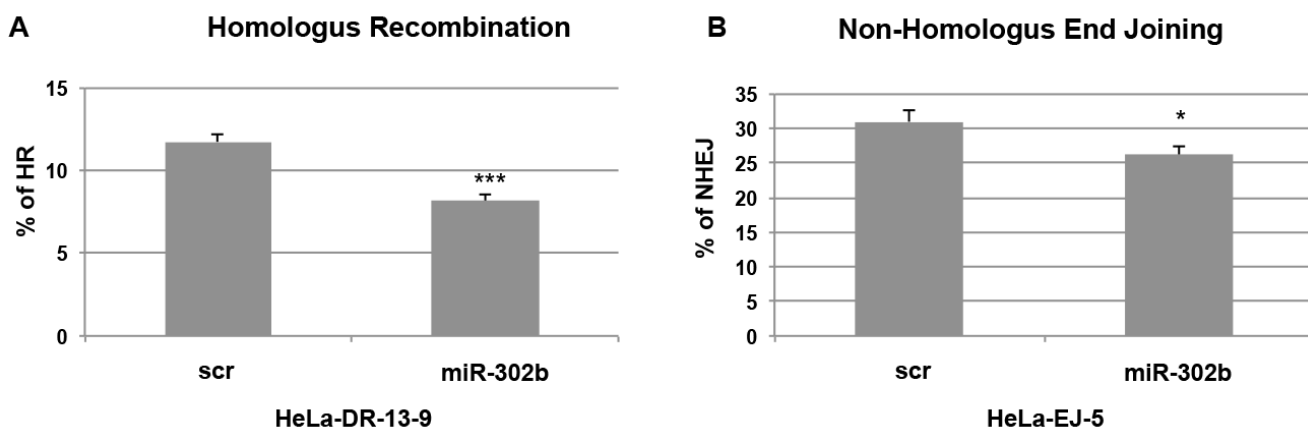 A
Homologus Recombination
% of HR
15
10
5
0
***
scr
miR-302b
HeLa-DR-13-9
B
Non-Homologus End Joining
% of NHEJ
35
30
25
20
15
10
5
0
*
scr
miR-302b
HeLa-EJ-5